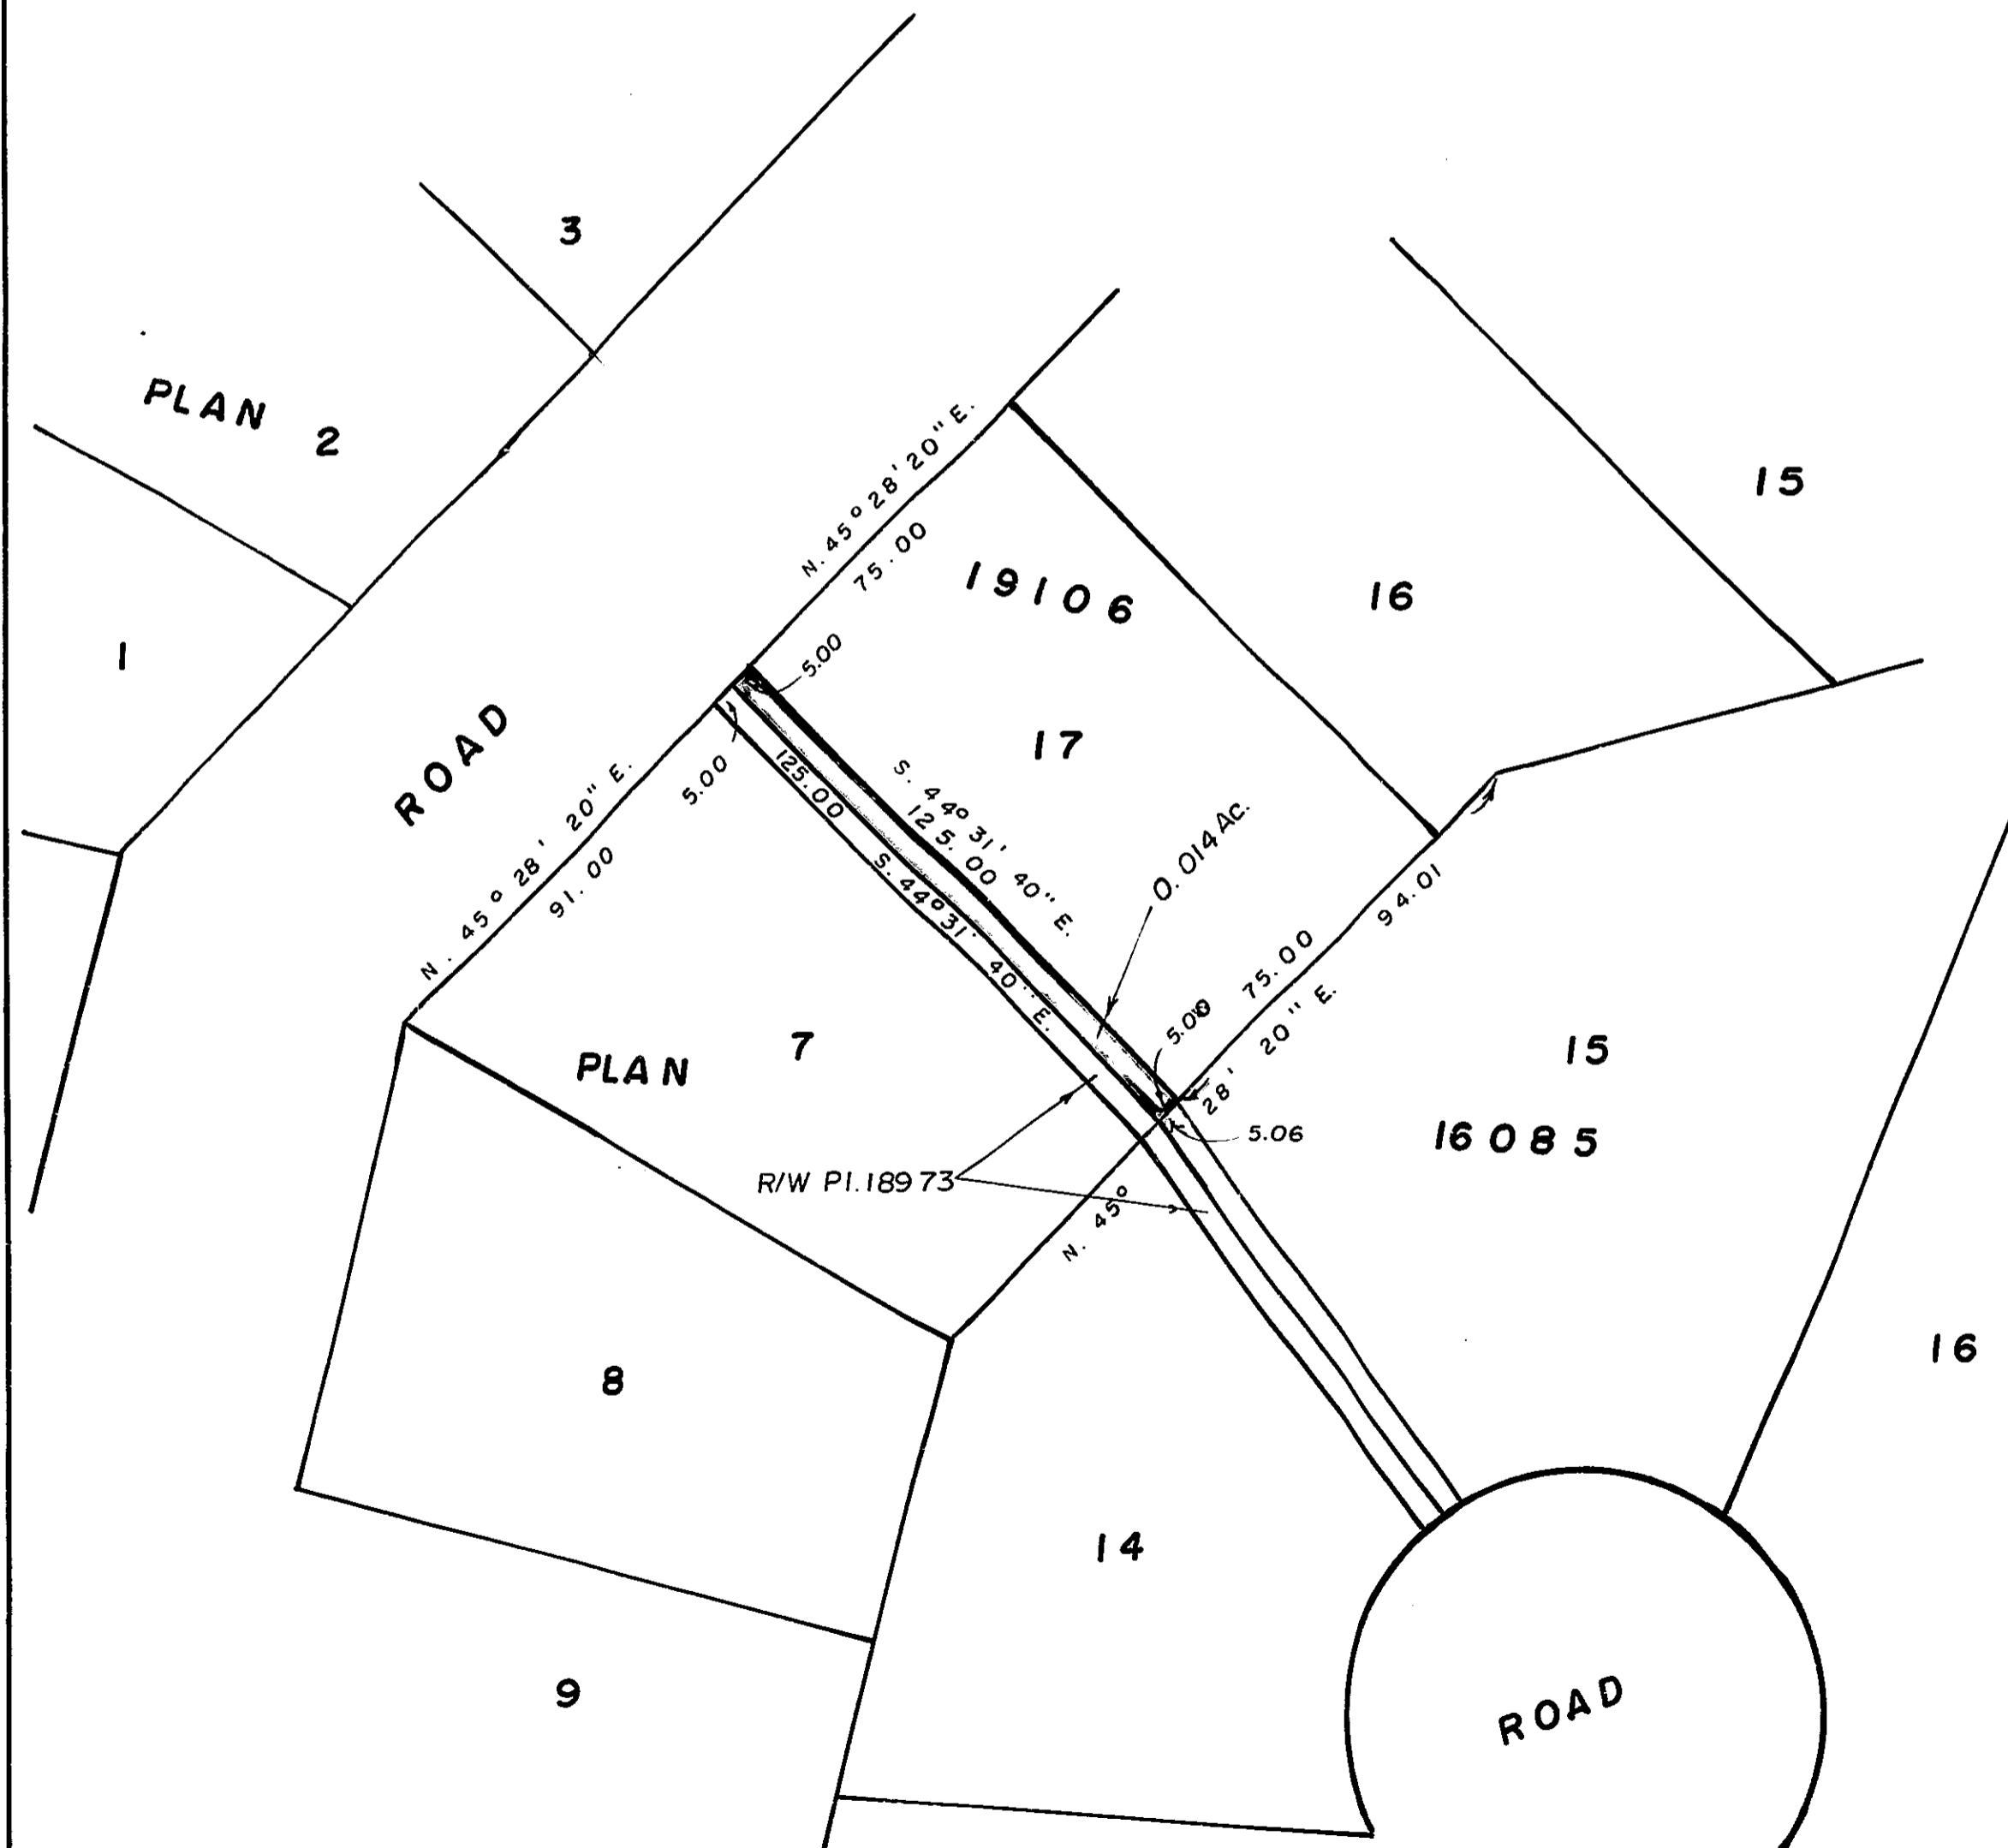 3
PLAN
2
1
ROAD
N. 45° 28' 20" E.
75.00
19106
15
16
5.00
17
5.00
125.00
S. 44° 31' 40" E.
S. 44° 31' 40" E.
125.00
0.014 Ac.
94.01
N. 45° 28' 20" E.
91.00
75.00
5.00
N. 45° 28' 20" E.
7
PLAN
15
16085
5.06
R/W Pl. 18973
8
16
14
9
ROAD